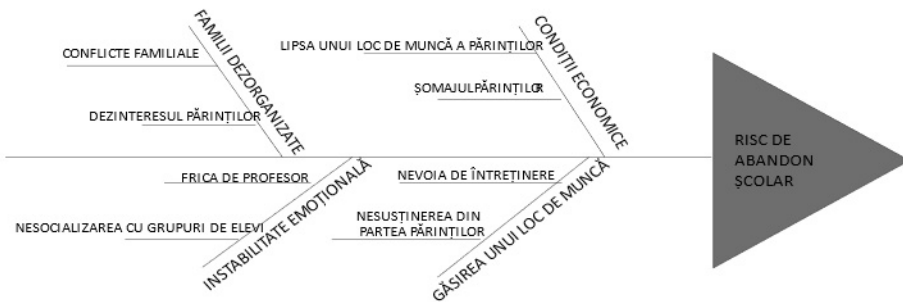 FAMILII DEZORGANIZATE
CONFLICTE FAMILIALE
DEZINTERESUL PĂRINȚILOR
CONDIȚII ECONOMICE
LIPSA UNUI LOC DE MUNCĂ A PĂRINȚILOR
ȘOMAJULPĂRINȚILOR
INSTABILITATE EMOȚIONALĂ
FRICA DE PROFESOR
NESOCIALIZAREA CU GRUPURI DE ELEVI
GĂSIREA UNUI LOC DE MUNCĂ
NEVOIA DE ÎNTREȚINERE
NESUSȚINEREA DIN
PARTEA PĂRINȚILOR
RISC DE
ABANDON
ȘCOLAR